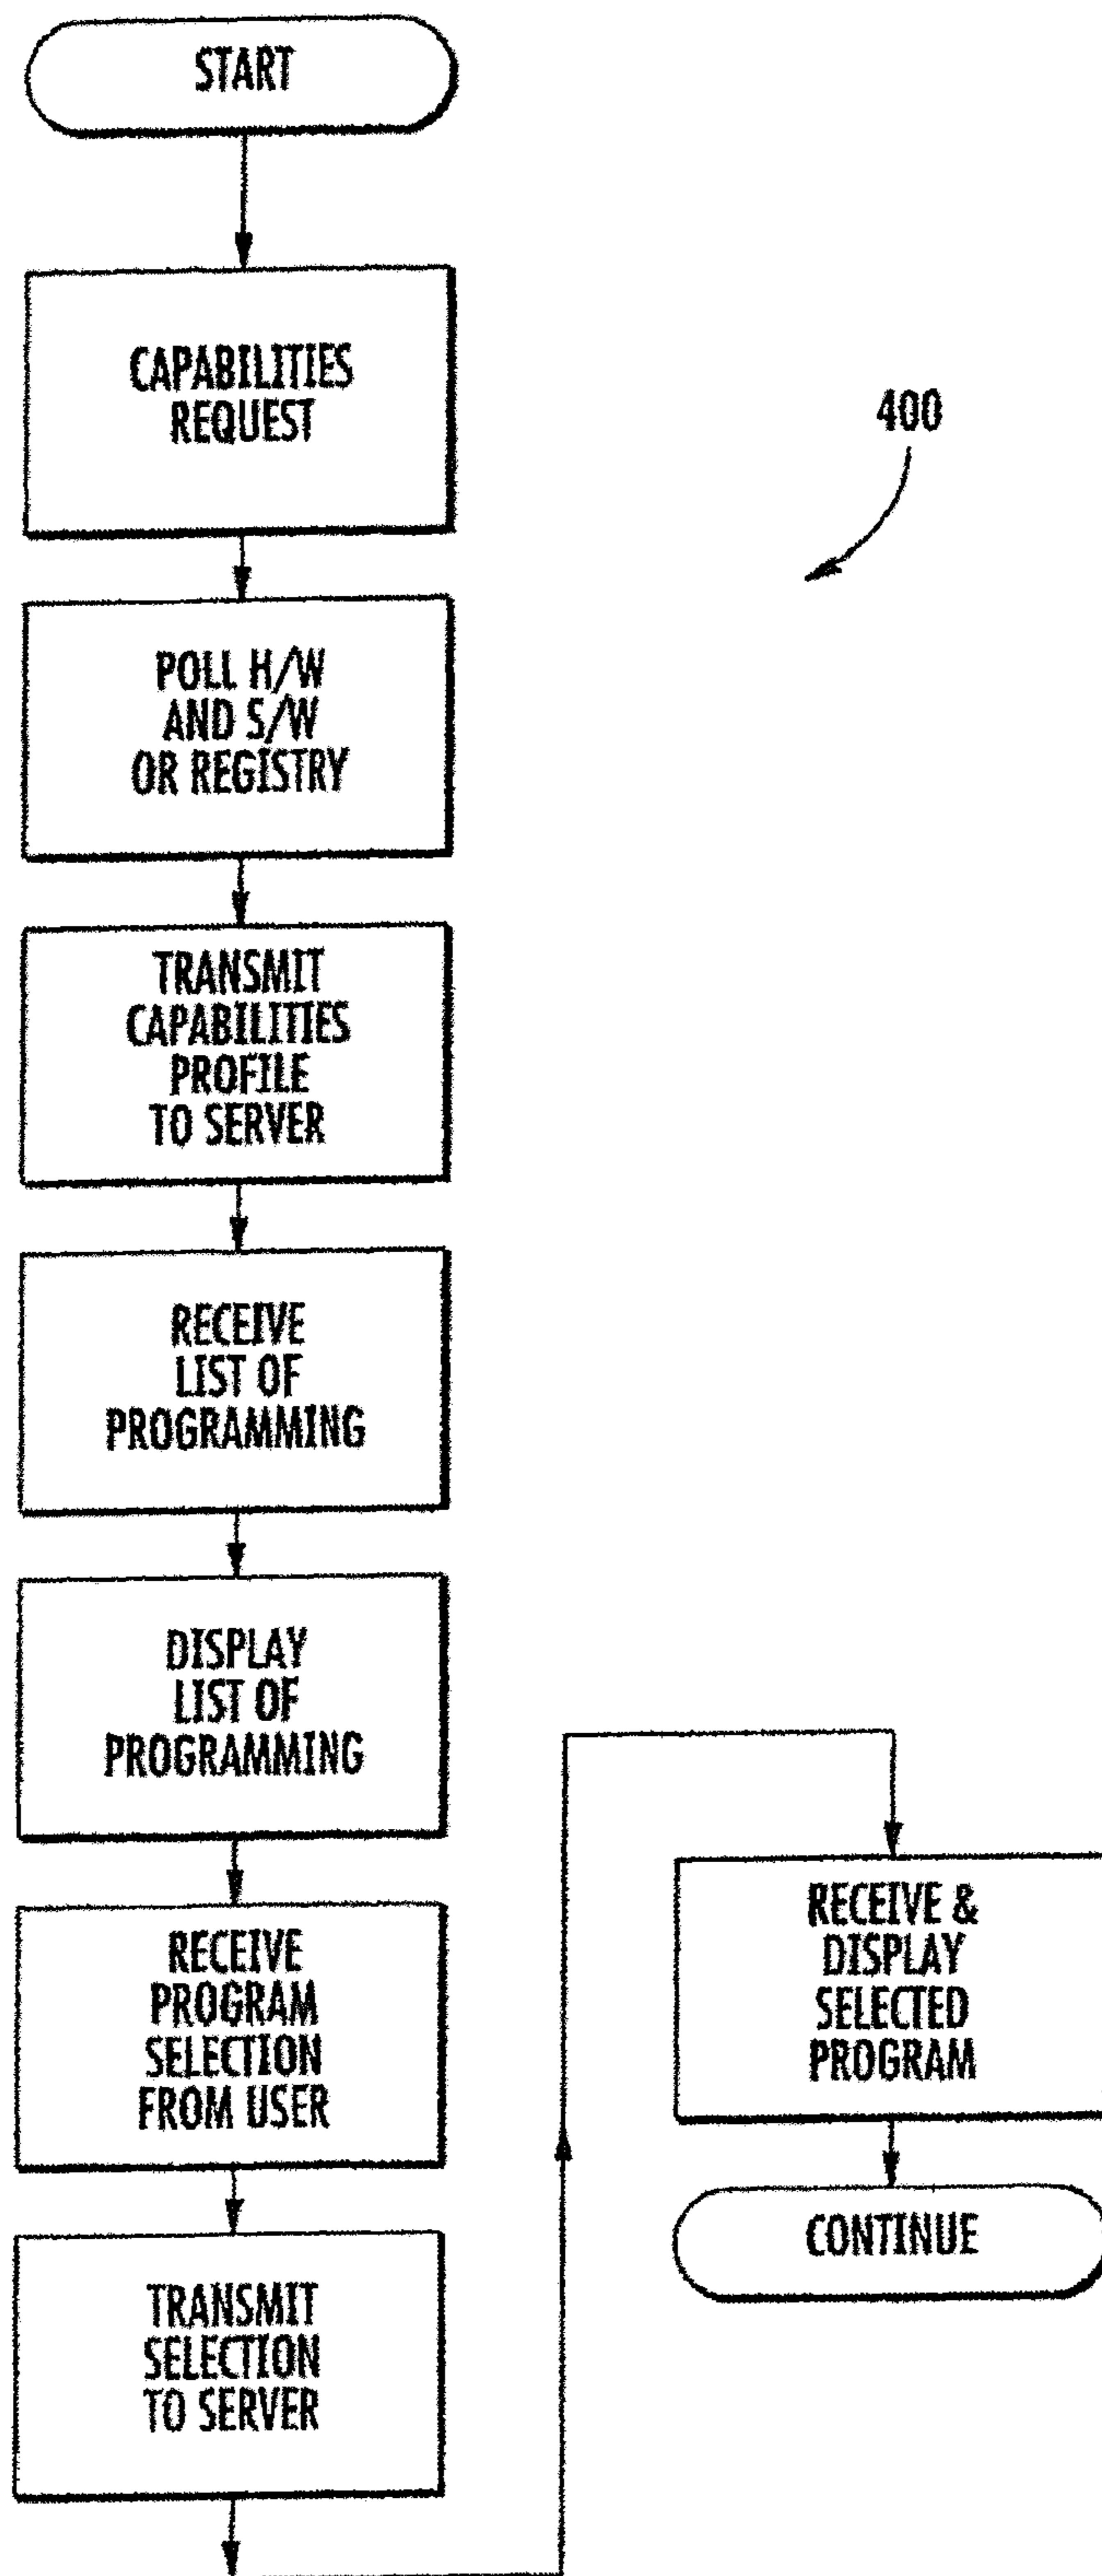 START
CAPABILITIES
REQUEST
400
POLL H/W
AND S/W
OR REGISTRY
TRANSMIT
CAPABILITIES
PROFILE
TO SERVER
RECEIVE
LIST OF
PROGRAMMING
DISPLAY
LIST OF
PROGRAMMING
RECEIVE
PROGRAM
SELECTION
FROM USER
TRANSMIT
SELECTION
TO SERVER
RECEIVE &
DISPLAY
SELECTED
PROGRAM
CONTINUE